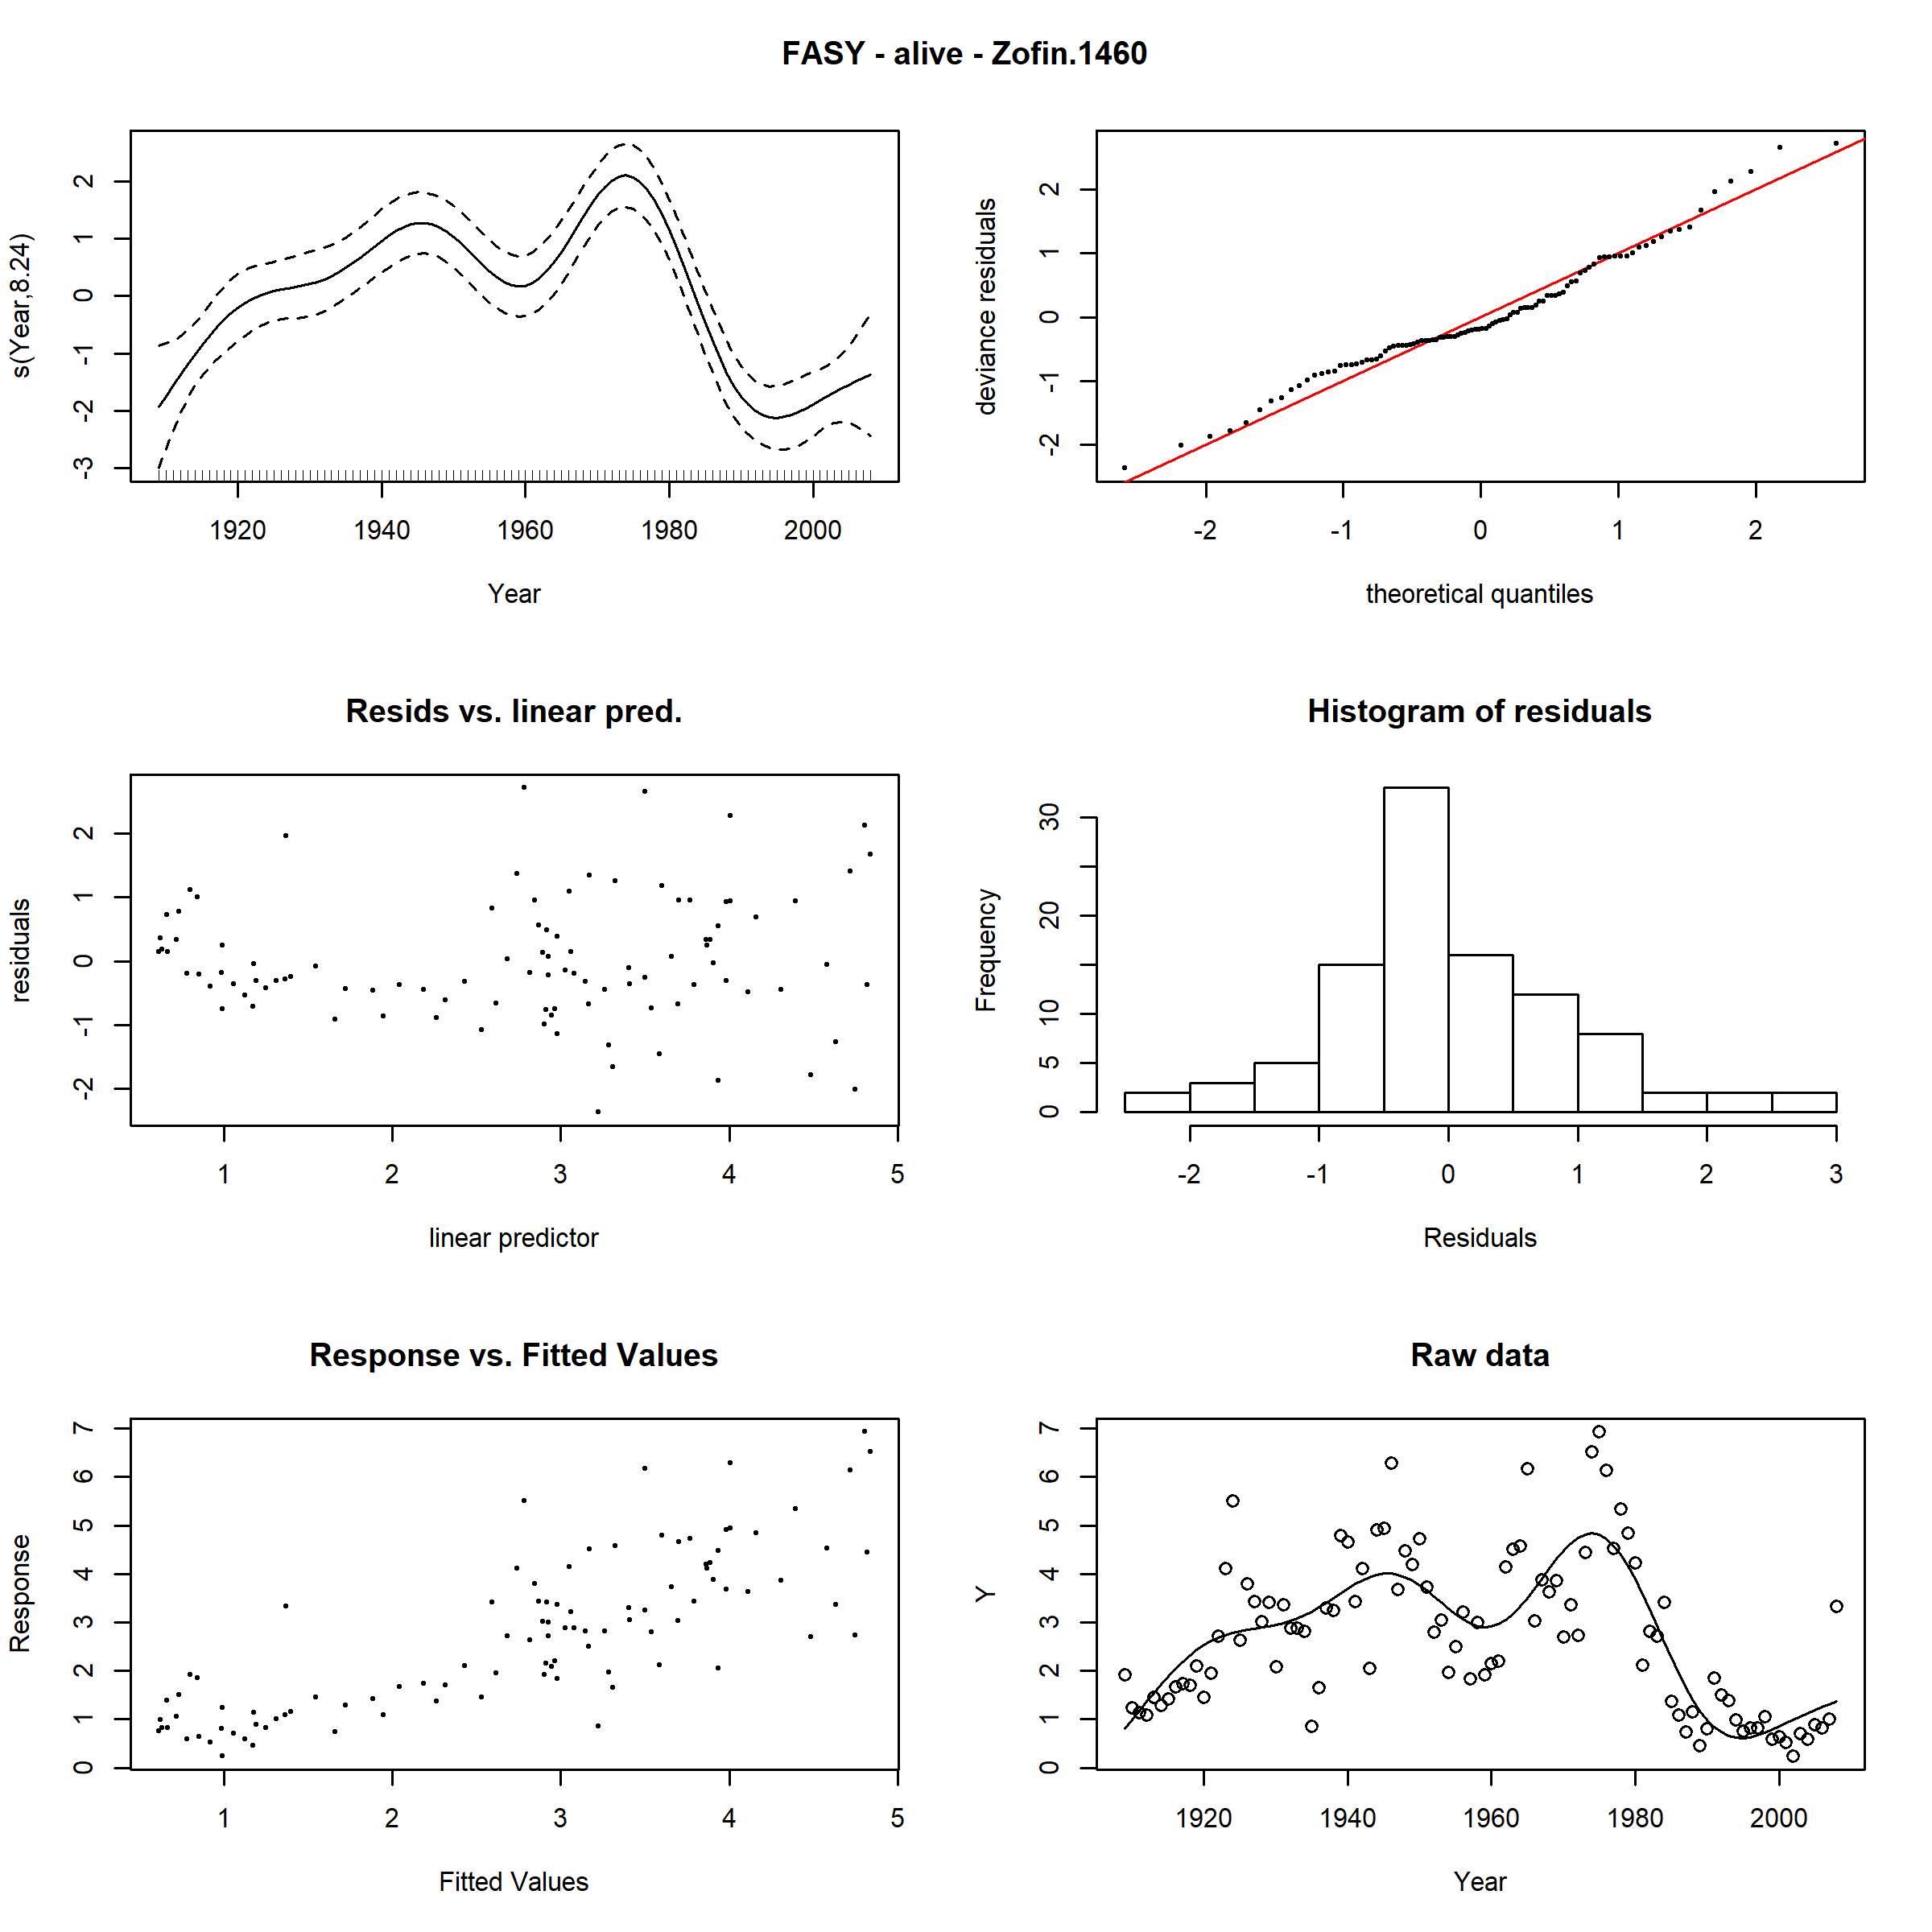 FASY - alive - Zofin.1460
s(Year,8.24)
-3 -2 -1 0 1 2
1920 1940 1960 1980 2000
Year
deviance residuals
-2 -1 0 1 2
-2 -1 0 1 2
theoretical quantiles
Resids vs. linear pred.
residuals
-2 -1 0 1 2
1 2 3 4 5
linear predictor
Histogram of residuals
Frequency
0 5 10 20 30
-2 -1 0 1 2 3
Residuals
Response vs. Fitted Values
Response
0 1 2 3 4 5 6 7
1 2 3 4 5
Fitted Values
Raw data
Y
0 1 2 3 4 5 6 7
1920 1940 1960 1980 2000
Year